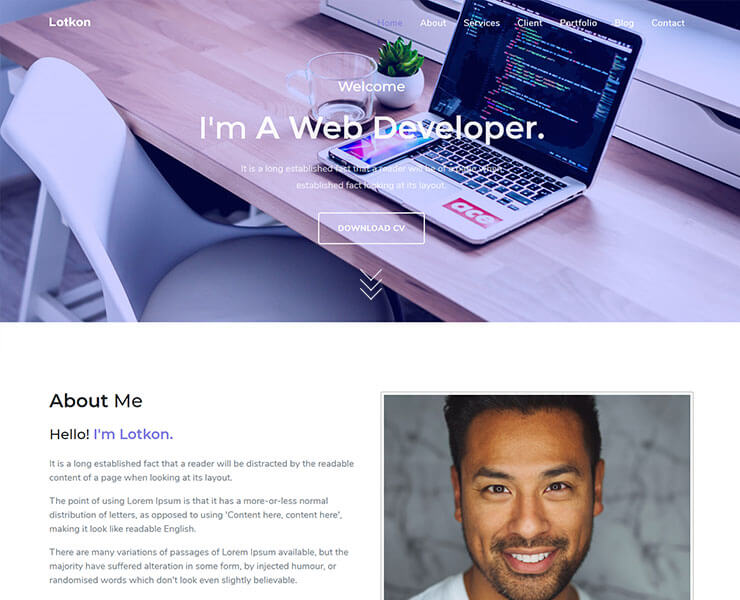 Lotkon
Home About Services Client Portfolio Blog Contact
Welcome
I'm A Web Developer.
It is a long established fact that a reader will be of a page when
established fact looking at its layout.
DOWNLOAD CV
ace
About Me
Hello! I'm Lotkon.
It is a long established fact that a reader will be distracted by the readable
content of a page when looking at its layout.
The point of using Lorem Ipsum is that it has a more-or-less normal
distribution of letters, as opposed to using 'Content here, content here',
making it look like readable English.
There are many variations of passages of Lorem Ipsum available, but the
majority have suffered alteration in some form, by injected humour, or
randomised words which don't look even slightly believable.